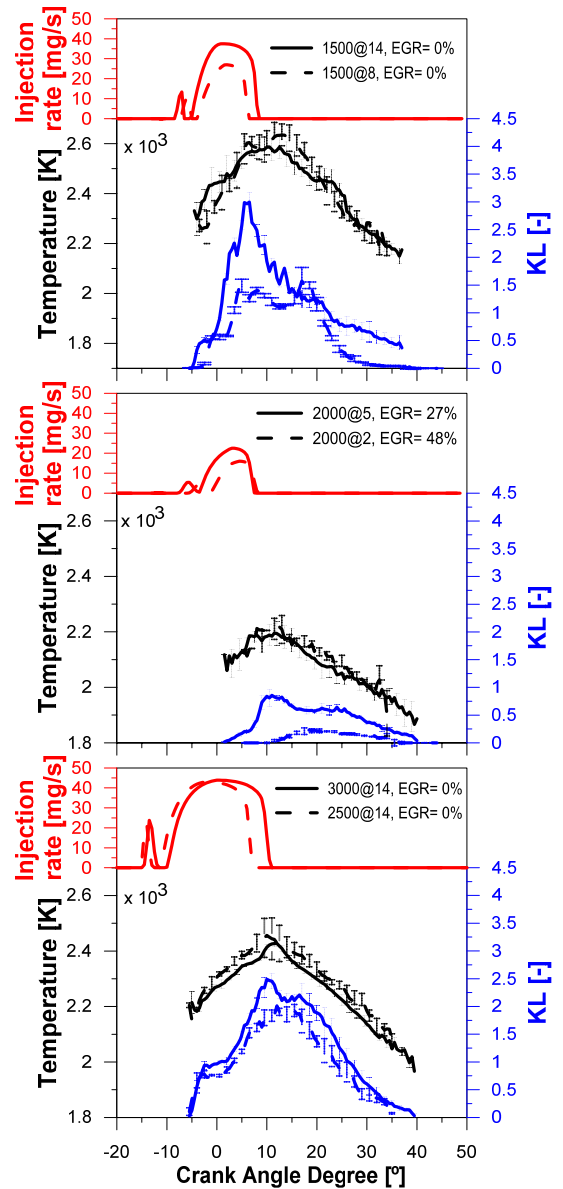 Injection
rate [mg/s]
50
40
30
20
10
0
1500@14, EGR= 0%
1500@8, EGR= 0%
x 10³
Temperature [K]
2.6
2.4
2.2
2
1.8
KL [-]
4.5
4
3.5
3
2.5
2
1.5
1
0.5
0
Injection
rate [mg/s]
50
40
30
20
10
0
2000@5, EGR= 27%
2000@2, EGR= 48%
x 10³
Temperature [K]
2.6
2.4
2.2
2
1.8
KL [-]
4.5
4
3.5
3
2.5
2
1.5
1
0.5
0
Injection
rate [mg/s]
50
40
30
20
10
0
3000@14, EGR= 0%
2500@14, EGR= 0%
x 10³
Temperature [K]
2.6
2.4
2.2
2
1.8
KL [-]
4.5
4
3.5
3
2.5
2
1.5
1
0.5
0
-20 -10 0 10 20 30 40 50
Crank Angle Degree [º]